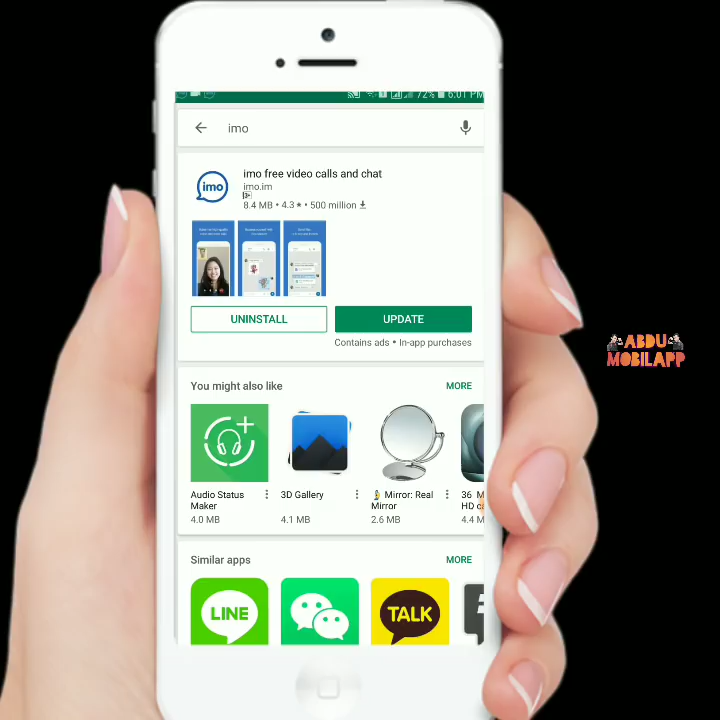 72% 6:01 PM
imo
imo
imo free video calls and chat
imo.im
3+
8.4 MB • 4.3 ★ • 500 million
UNINSTALL
UPDATE
Contains ads • In-app purchases
You might also like
MORE
Audio Status Maker
4.0 MB
3D Gallery
4.1 MB
Mirror: Real Mirror
2.6 MB
36
HD
4.4 M
Similar apps
MORE
LINE
TALK
ABDU
MOBILAPP